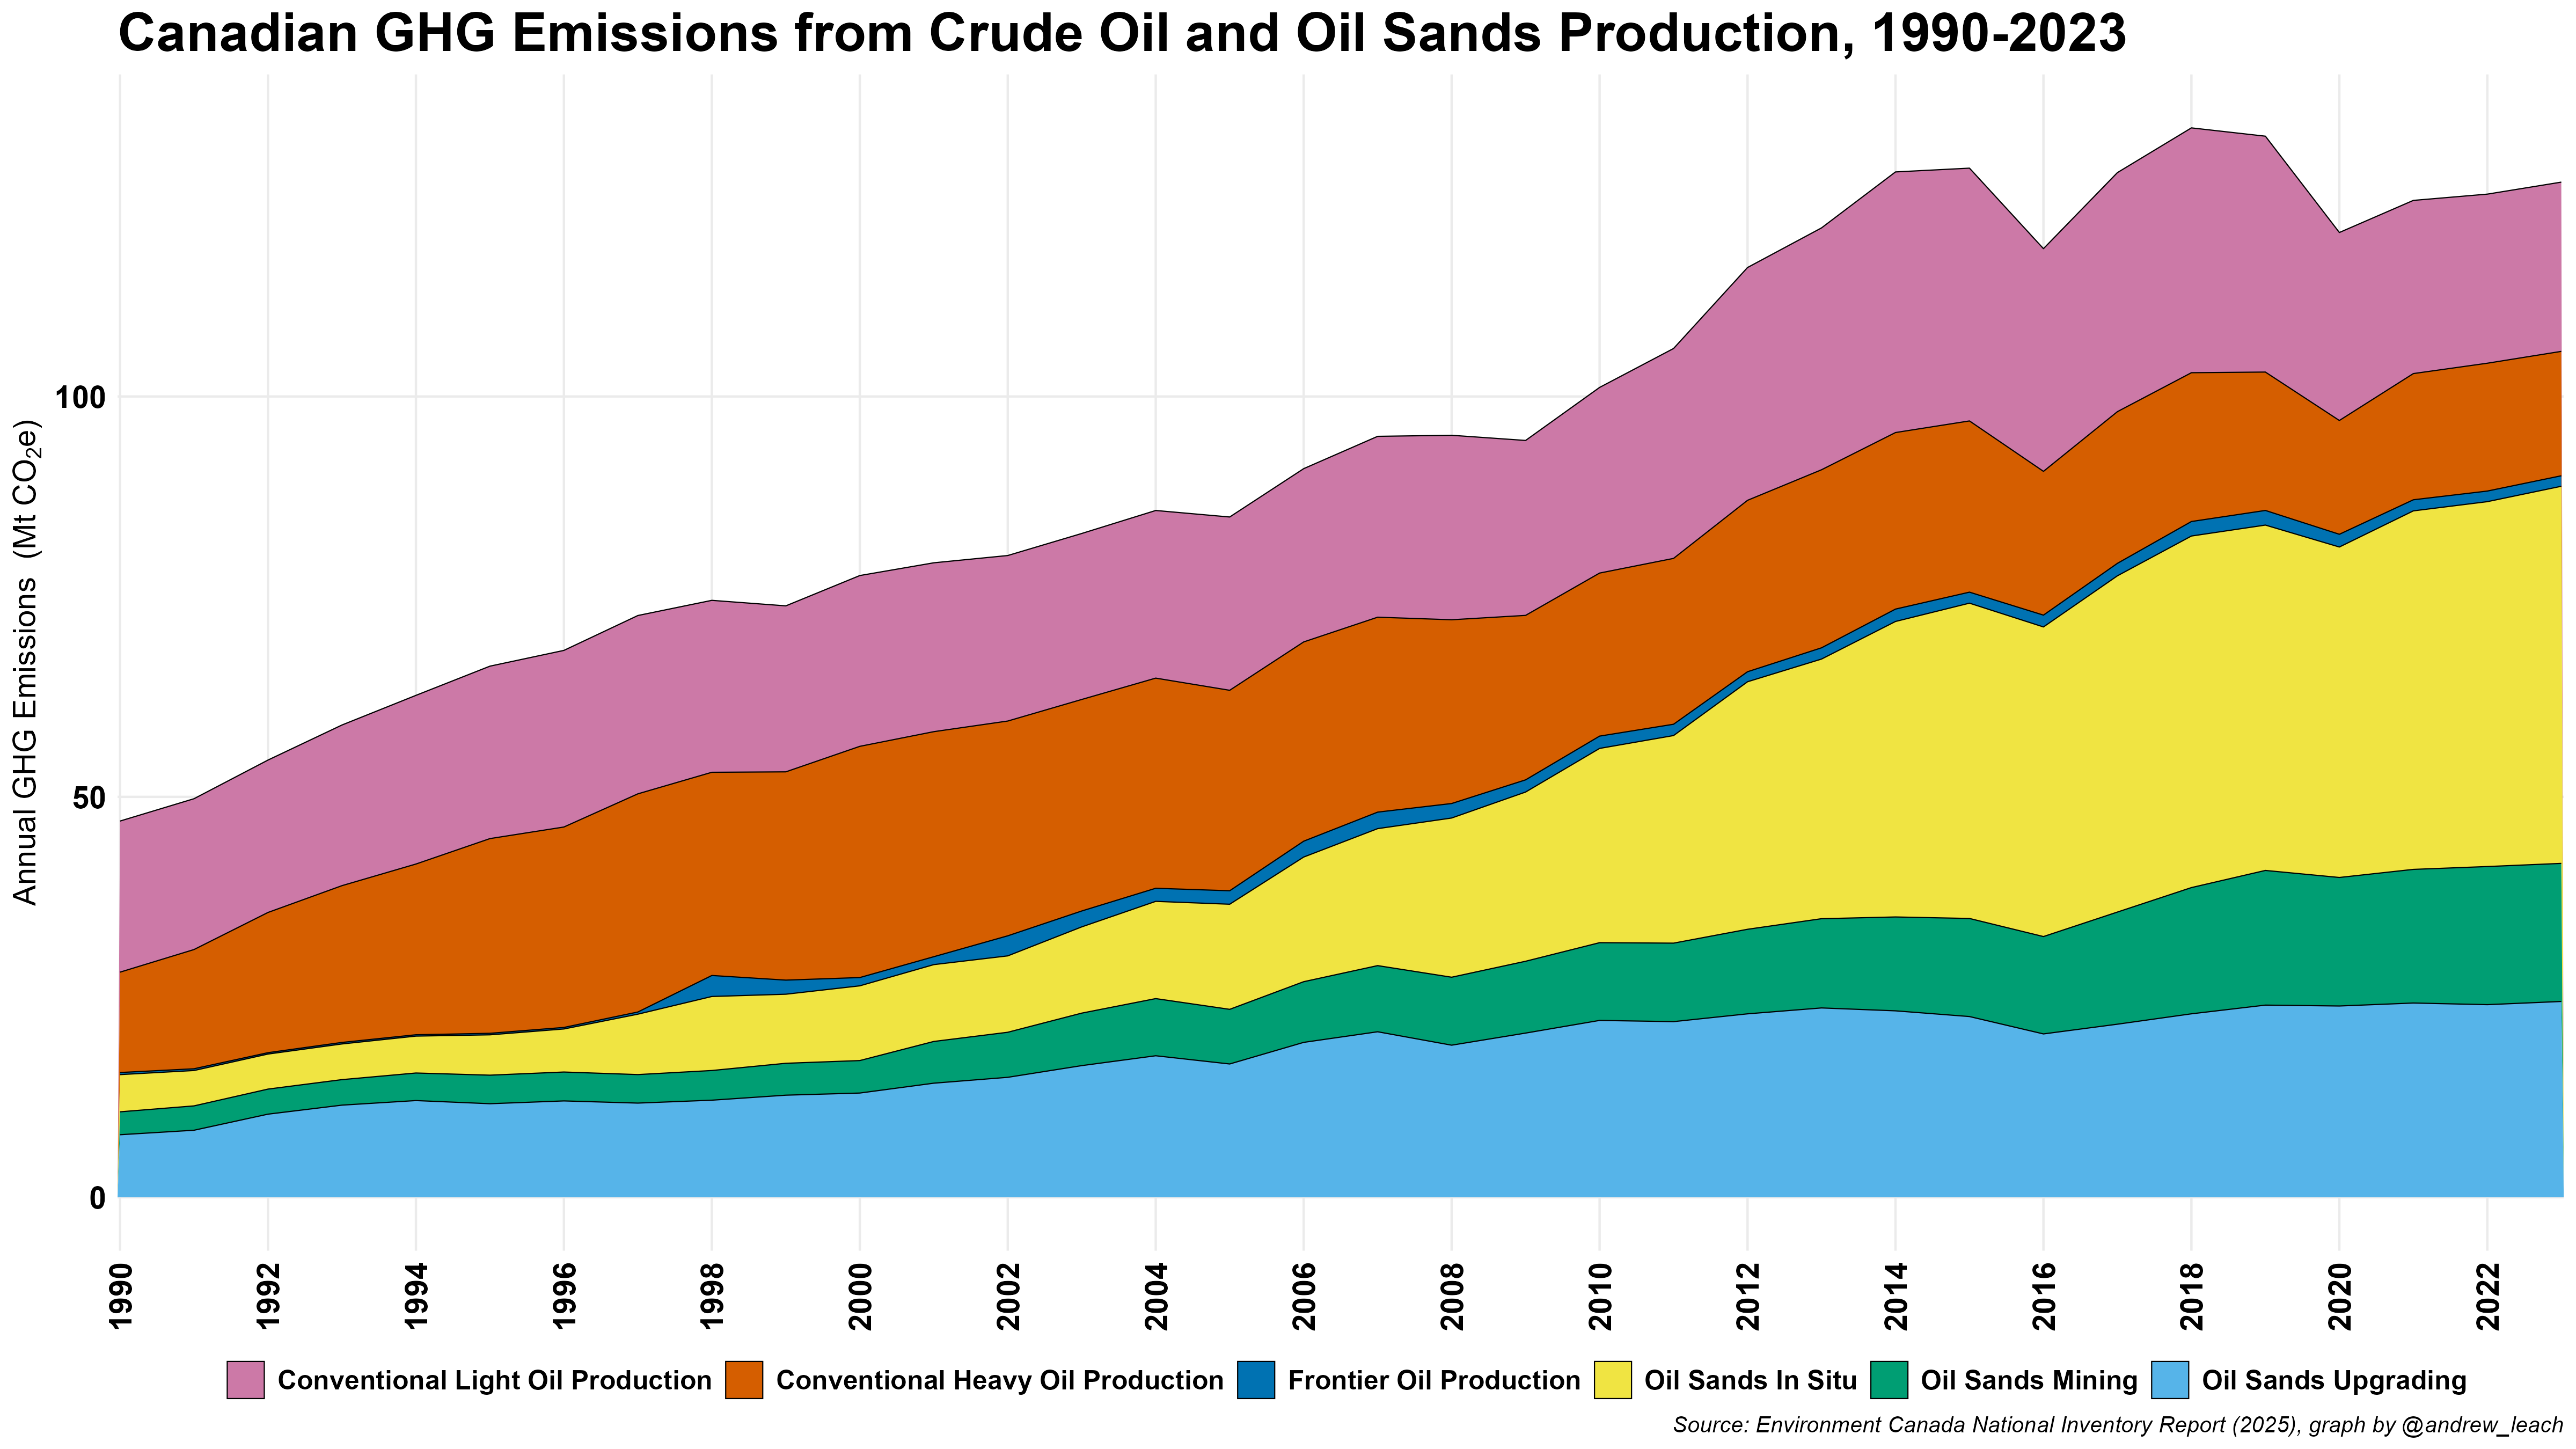 Canadian GHG Emissions from Crude Oil and Oil Sands Production, 1990-2023
Annual GHG Emissions (Mt CO₂e)
100
50
0
1990 1992 1994 1996 1998 2000 2002 2004 2006 2008 2010 2012 2014 2016 2018 2020 2022
Conventional Light Oil Production Conventional Heavy Oil Production Frontier Oil Production Oil Sands In Situ Oil Sands Mining Oil Sands Upgrading
Source: Environment Canada National Inventory Report (2025), graph by @andrew_leach